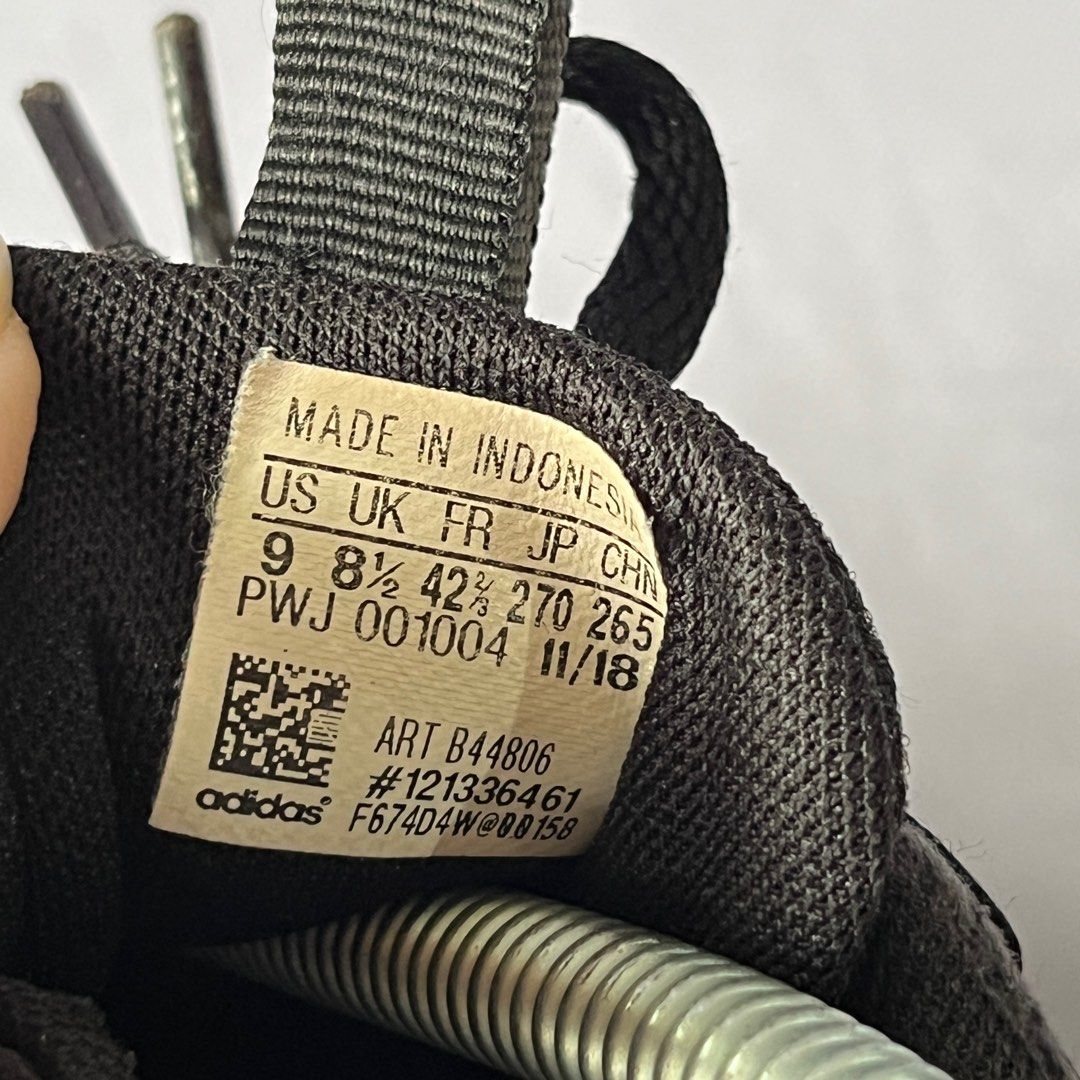 MADE IN INDONESIA
US UK FR JP CHN
9 8½ 42⅔ 270 265
PWJ 001004 11/18
ART B44806
#121336461
adidas® F674D4W@00158